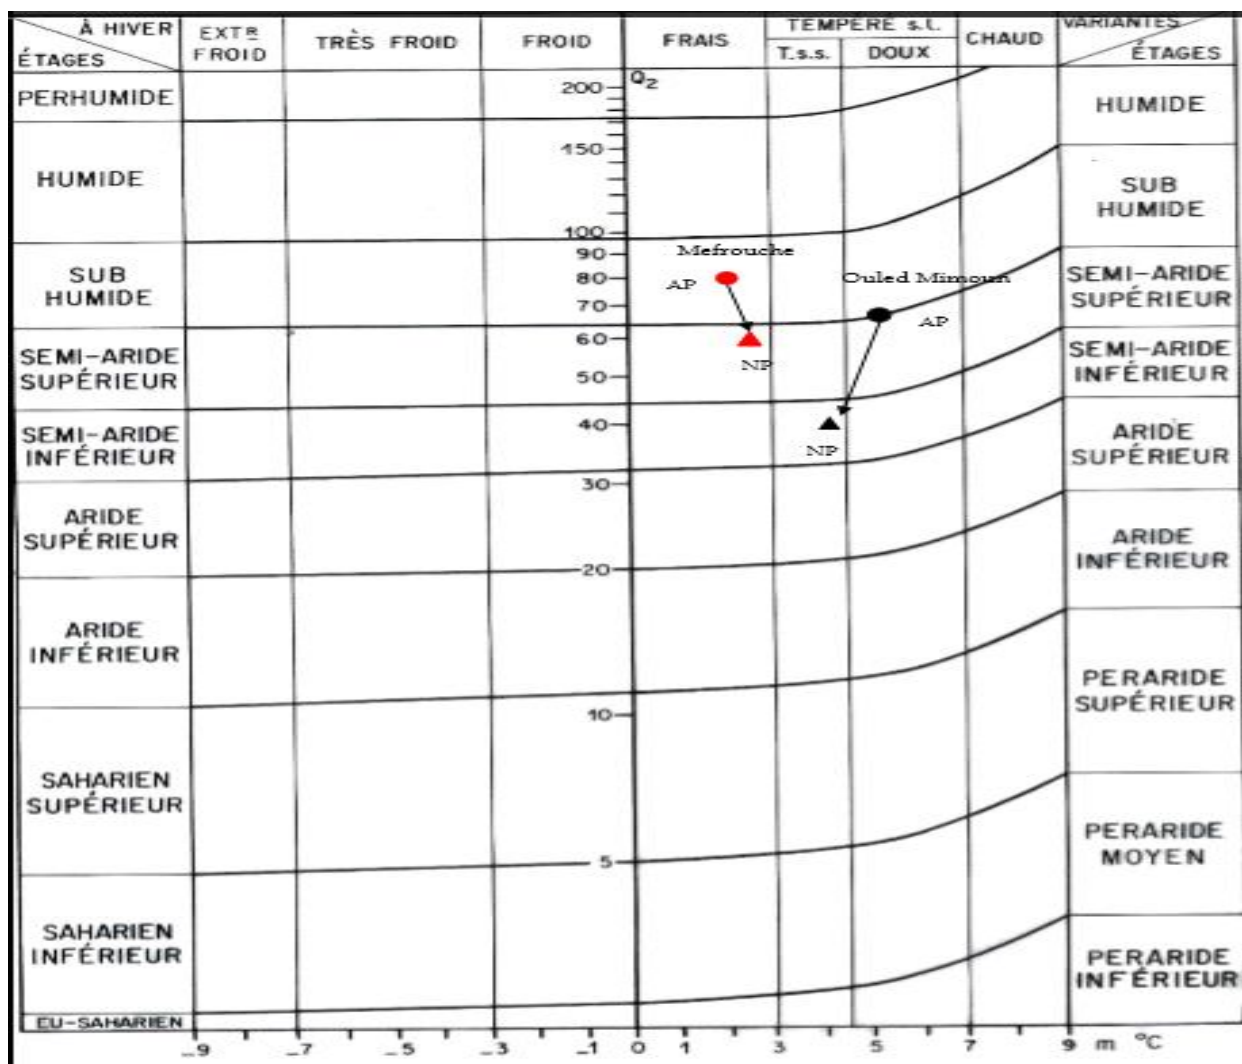 À HIVER
ÉTAGES
EXTR
FROID
TRÈS FROID
FROID
FRAIS
TEMPÉRÉ s.l.
T.s.s.
DOUX
CHAUD
VARIANTES
ÉTAGES
PERHUMIDE
HUMIDE
SUB
HUMIDE
SEMI-ARIDE
SUPÉRIEUR
SEMI-ARIDE
INFÉRIEUR
ARIDE
SUPÉRIEUR
ARIDE
INFÉRIEUR
SAHARIEN
SUPÉRIEUR
SAHARIEN
INFÉRIEUR
EU-SAHARIEN
Q2
200
150
100
90
80
70
60
50
40
30
20
10
5
Mefrouche
AP
NP
Ouled Mimoun
AP
NP
HUMIDE
SUB
HUMIDE
SEMI-ARIDE
SUPÉRIEUR
SEMI-ARIDE
INFÉRIEUR
ARIDE
SUPÉRIEUR
ARIDE
INFÉRIEUR
PERARIDE
SUPÉRIEUR
PERARIDE
MOYEN
PERARIDE
INFÉRIEUR
-9 -7 -5 -3 -1 0 1 3 5 7 9 m °C